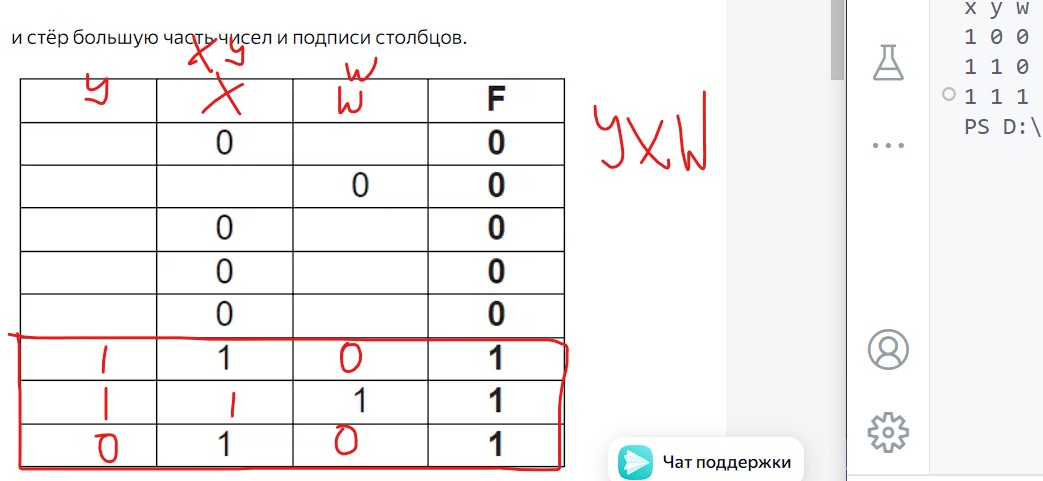 и стёр большую часть чисел и подписи столбцов.
x y w
y x w F
0 0
0 0
0 0
0 0
0 0
1 1 0 1
1 1 1 1
0 1 0 1
yxw
Чат поддержки
x y w
1 0 0
1 1 0
1 1 1
PS D:\